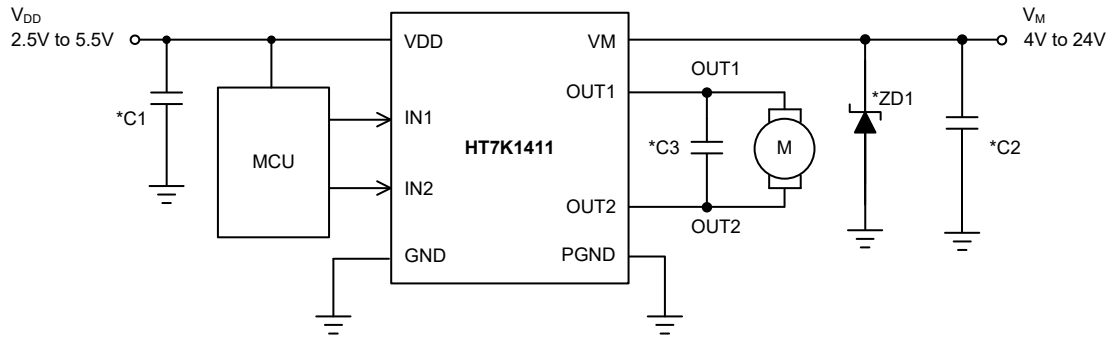 VDD
2.5V to 5.5V
VM
4V to 24V
*C1
MCU
VDD
IN1
IN2
GND
HT7K1411
VM
OUT1
OUT2
PGND
OUT1
*C3
M
OUT2
*ZD1
*C2